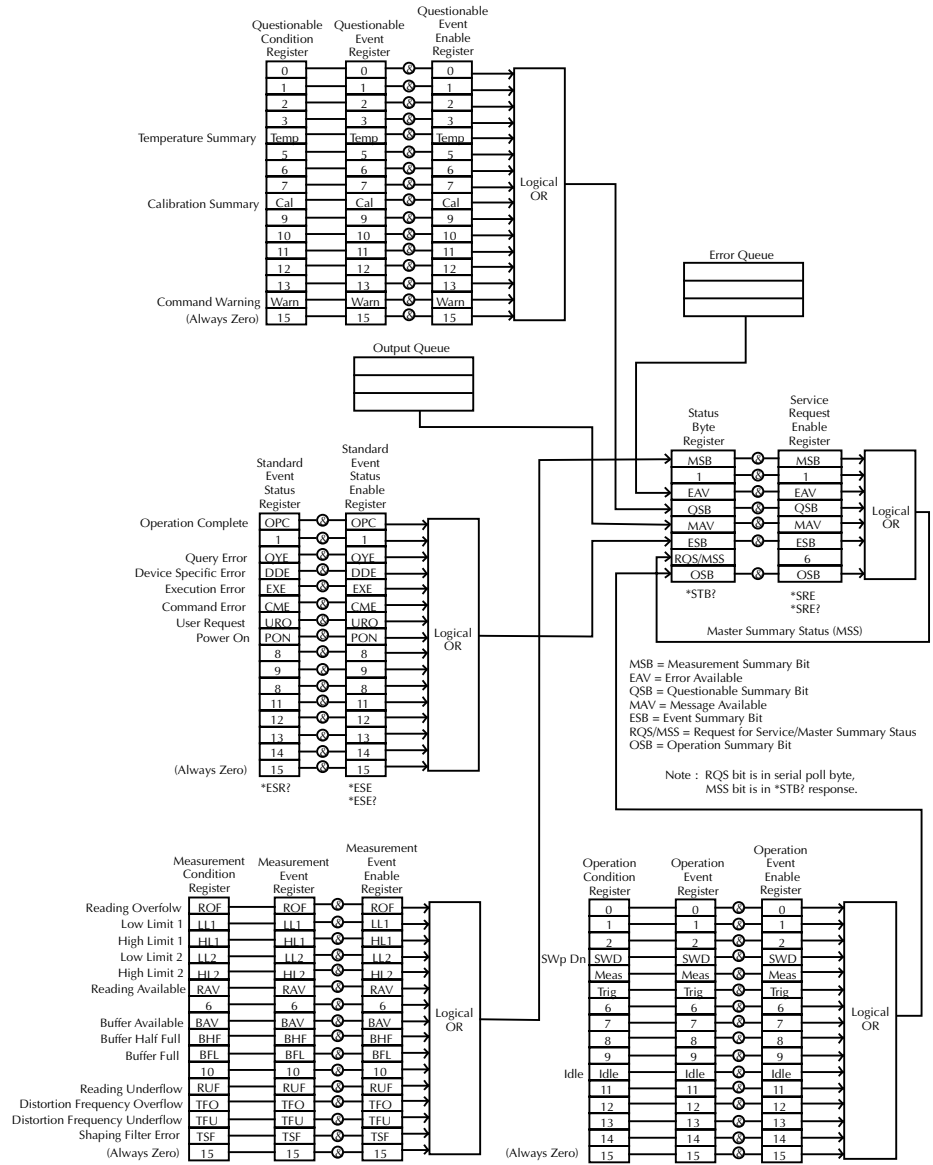 Questionable
Condition
Register
Questionable
Event
Register
Questionable
Event
Enable
Register
0 0 & 0
1 1 & 1
2 2 & 2
3 3 & 3
Temperature Summary Temp Temp & Temp
5 5 & 5
6 6 & 6
7 7 & 7
Calibration Summary Cal Cal & Cal
9 9 & 9
10 10 & 10
11 11 & 11
12 12 & 12
13 13 & 13
Command Warning Warn Warn & Warn
(Always Zero) 15 15 & 15
Logical
OR
Error Queue
Output Queue
Status
Byte
Register
Service
Request
Enable
Register
MSB & MSB
1 & 1
EAV & EAV
QSB & QSB
MAV & MAV
ESB & ESB
RQS/MSS 6
OSB & OSB
*STB?
*SRE
*SRE?
Logical
OR
Master Summary Status (MSS)
Standard
Event
Status
Register
Standard
Event
Status
Enable
Register
Operation Complete OPC & OPC
1 & 1
Query Error QYE & QYE
Device Specific Error DDE & DDE
Execution Error EXE & EXE
Command Error CME & CME
User Request URQ & URQ
Power On PON & PON
8 & 8
9 & 9
8 & 8
11 & 11
12 & 12
13 & 13
14 & 14
(Always Zero) 15 & 15
*ESR?
*ESE
*ESE?
Logical
OR
MSB = Measurement Summary Bit
EAV = Error Available
QSB = Questionable Summary Bit
MAV = Message Available
ESB = Event Summary Bit
RQS/MSS = Request for Service/Master Summary Staus
OSB = Operation Summary Bit
Note : RQS bit is in serial poll byte,
MSS bit is in *STB? response.
Measurement
Condition
Register
Measurement
Event
Register
Measurement
Event
Enable
Register
Reading Overfolw ROF ROF & ROF
Low Limit 1 LL1 LL1 & LL1
High Limit 1 HL1 HL1 & HL1
Low Limit 2 LL2 LL2 & LL2
High Limit 2 HL2 HL2 & HL2
Reading Available RAV RAV & RAV
6 6 & 6
Buffer Available BAV BAV & BAV
Buffer Half Full BHF BHF & BHF
Buffer Full BFL BFL & BFL
10 10 & 10
Reading Underflow RUF RUF & RUF
Distortion Frequency Overflow TFO TFO & TFO
Distortion Frequency Underflow TFU TFU & TFU
Shaping Filter Error TSF TSF & TSF
(Always Zero) 15 15 & 15
Logical
OR
Operation
Condition
Register
Operation
Event
Register
Operation
Event
Enable
Register
0 0 & 0
1 1 & 1
2 2 & 2
SWp Dn SWD SWD & SWD
Meas Meas & Meas
Trig Trig & Trig
6 6 & 6
7 7 & 7
8 8 & 8
9 9 & 9
Idle Idle Idle & Idle
11 11 & 11
12 12 & 12
13 13 & 13
14 14 & 14
(Always Zero) 15 15 & 15
Logical
OR